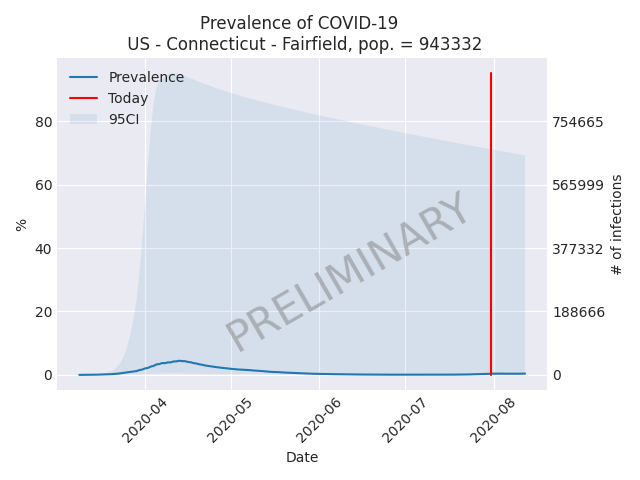 Prevalence of COVID-19
US - Connecticut - Fairfield, pop. = 943332
Prevalence
Today
95CI
80
60
40
20
0
%
754665
565999
377332
188666
0
# of infections
PRELIMINARY
2020-04
2020-05
2020-06
2020-07
2020-08
Date